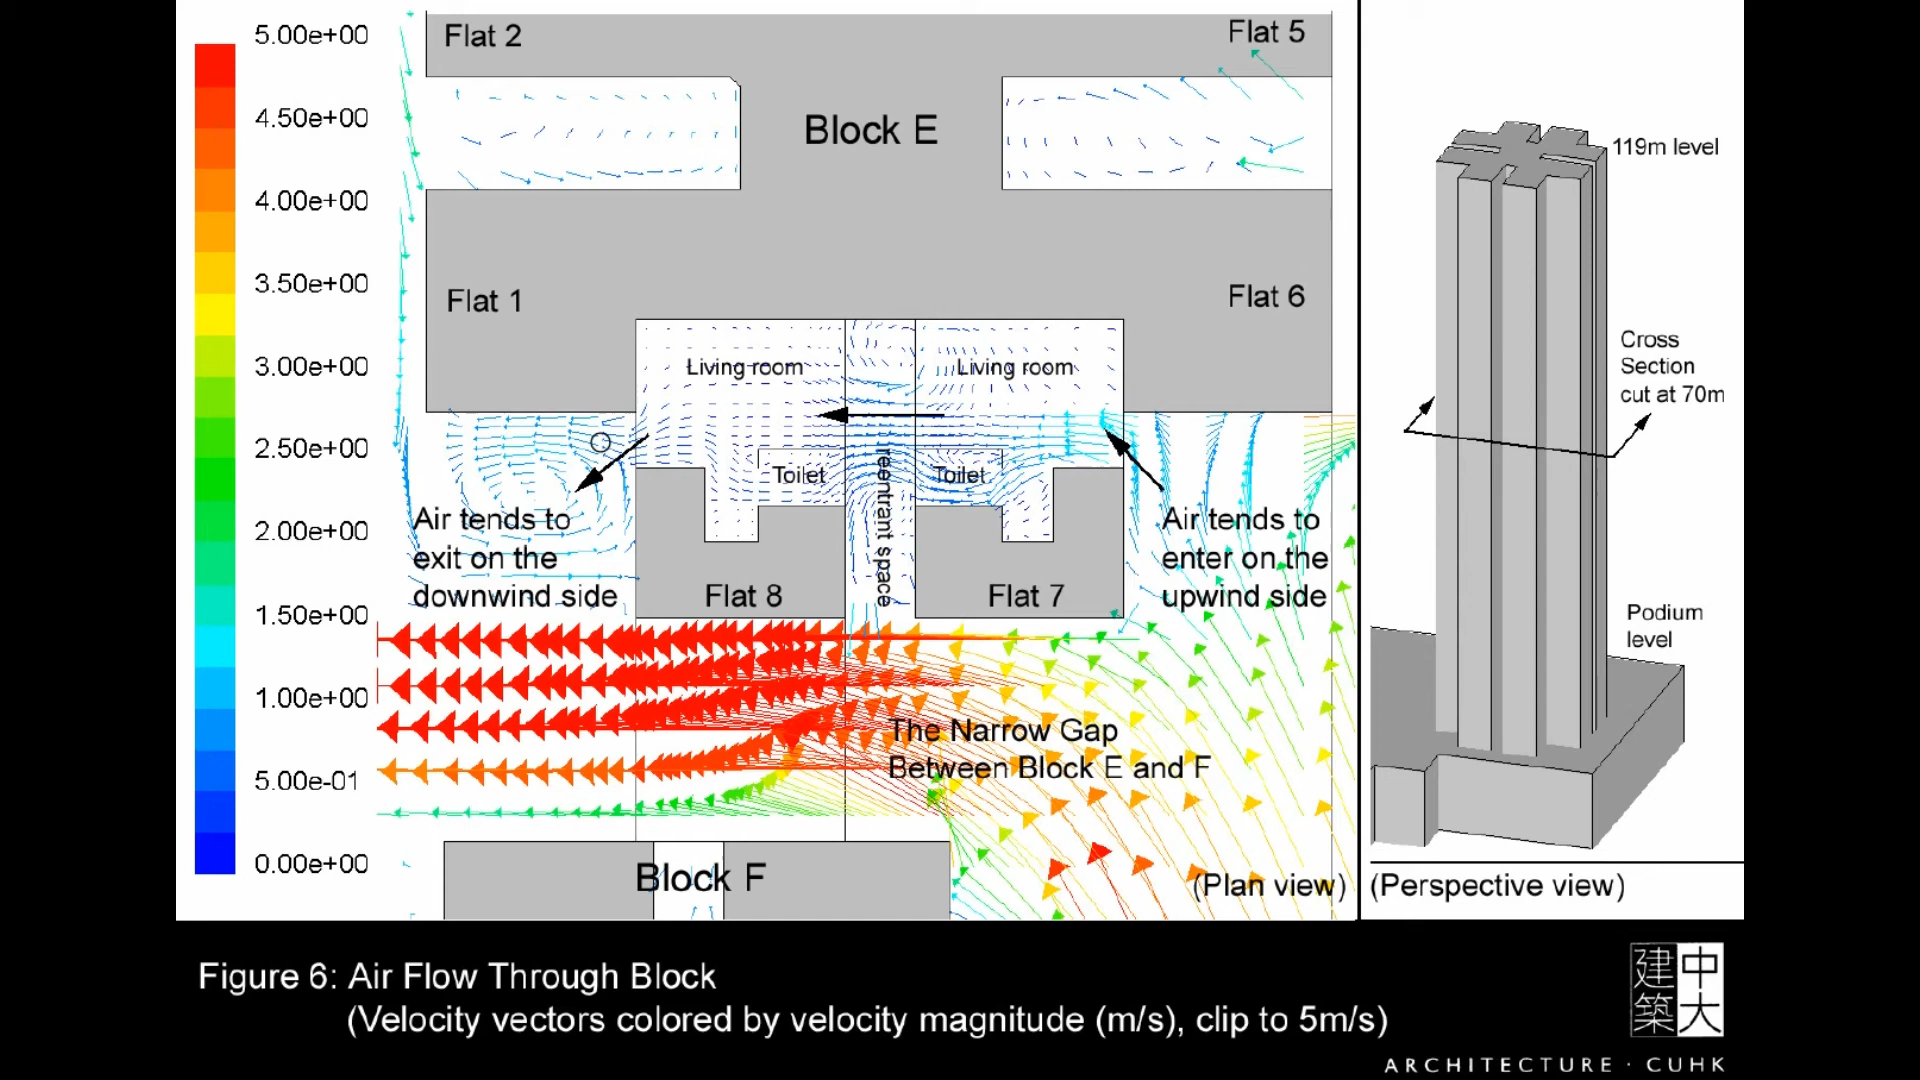 5.00e+00
4.50e+00
4.00e+00
3.50e+00
3.00e+00
2.50e+00
2.00e+00
1.50e+00
1.00e+00
5.00e-01
0.00e+00
Flat 2
Flat 5
Block E
Flat 1
Flat 6
Living room
Living room
Toilet
Toilet
reentrant space
Air tends to
exit on the
downwind side
Air tends to
enter on the
upwind side
Flat 8
Flat 7
The Narrow Gap
Between Block E and F
Block F
(Plan view)
119m level
Cross
Section
cut at 70m
Podium
level
(Perspective view)
Figure 6: Air Flow Through Block
(Velocity vectors colored by velocity magnitude (m/s), clip to 5m/s)
建中
築大
ARCHITECTURE · CUHK